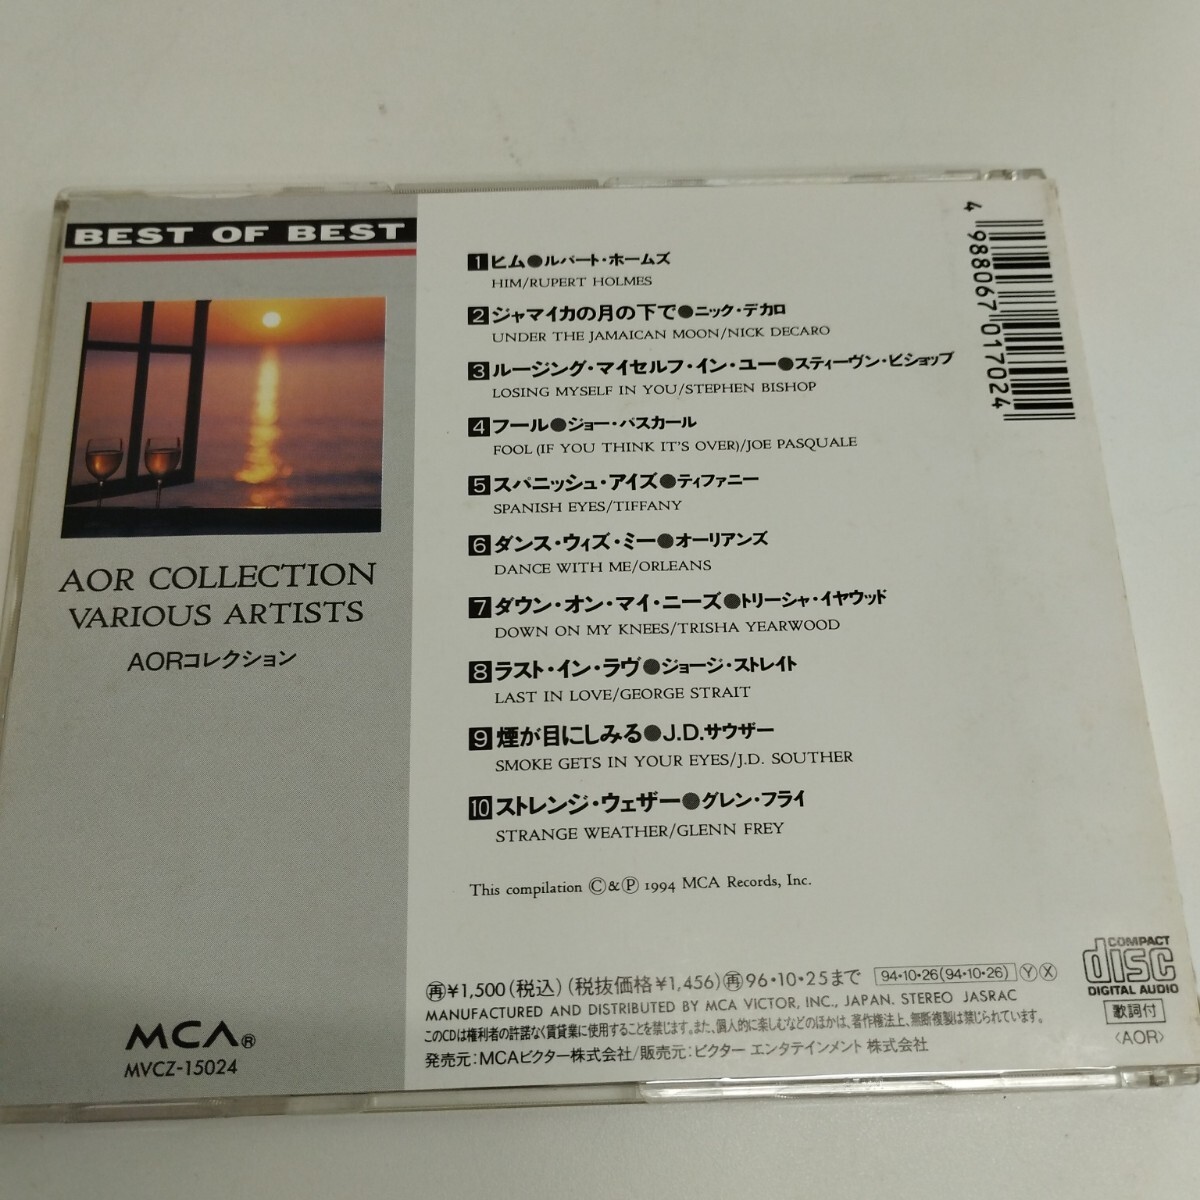 BEST OF BEST
AOR COLLECTION
VARIOUS ARTISTS
AORコレクション
MCA®
MVCZ-15024
1 ヒム●ルパート・ホームズ
HIM/RUPERT HOLMES
2 ジャマイカの月の下で●ニック・デカロ
UNDER THE JAMAICAN MOON/NICK DECARO
3 ルージング・マイセルフ・イン・ユー●スティーヴン・ビショップ
LOSING MYSELF IN YOU/STEPHEN BISHOP
4 フール●ジョー・パスカール
FOOL (IF YOU THINK IT'S OVER)/JOE PASQUALE
5 スパニッシュ・アイズ●ティファニー
SPANISH EYES/TIFFANY
6 ダンス・ウィズ・ミー●オーリアンズ
DANCE WITH ME/ORLEANS
7 ダウン・オン・マイ・ニーズ●トリーシャ・イヤウッド
DOWN ON MY KNEES/TRISHA YEARWOOD
8 ラスト・イン・ラヴ●ジョージ・ストレイト
LAST IN LOVE/GEORGE STRAIT
9 煙が目にしみる●J.D.サウザー
SMOKE GETS IN YOUR EYES/J.D. SOUTHER
10 ストレンジ・ウェザー●グレン・フライ
STRANGE WEATHER/GLENN FREY
This compilation Ⓒ&Ⓟ 1994 MCA Records, Inc.
4 988067 017024
㊢¥1,500(税込)(税抜価格¥1,456)㊢96・10・25まで 94・10・26(94・10・26) ⓎⓍ
MANUFACTURED AND DISTRIBUTED BY MCA VICTOR, INC., JAPAN. STEREO JASRAC
このCDは権利者の許諾なく賃貸業に使用することを禁じます。また、個人的に楽しむなどのほかは、著作権法上、無断複製は禁じられています。
発売元:MCAビクター株式会社/販売元:ビクター エンタテインメント 株式会社
COMPACT
disc
DIGITAL AUDIO
歌詞付
〈AOR〉